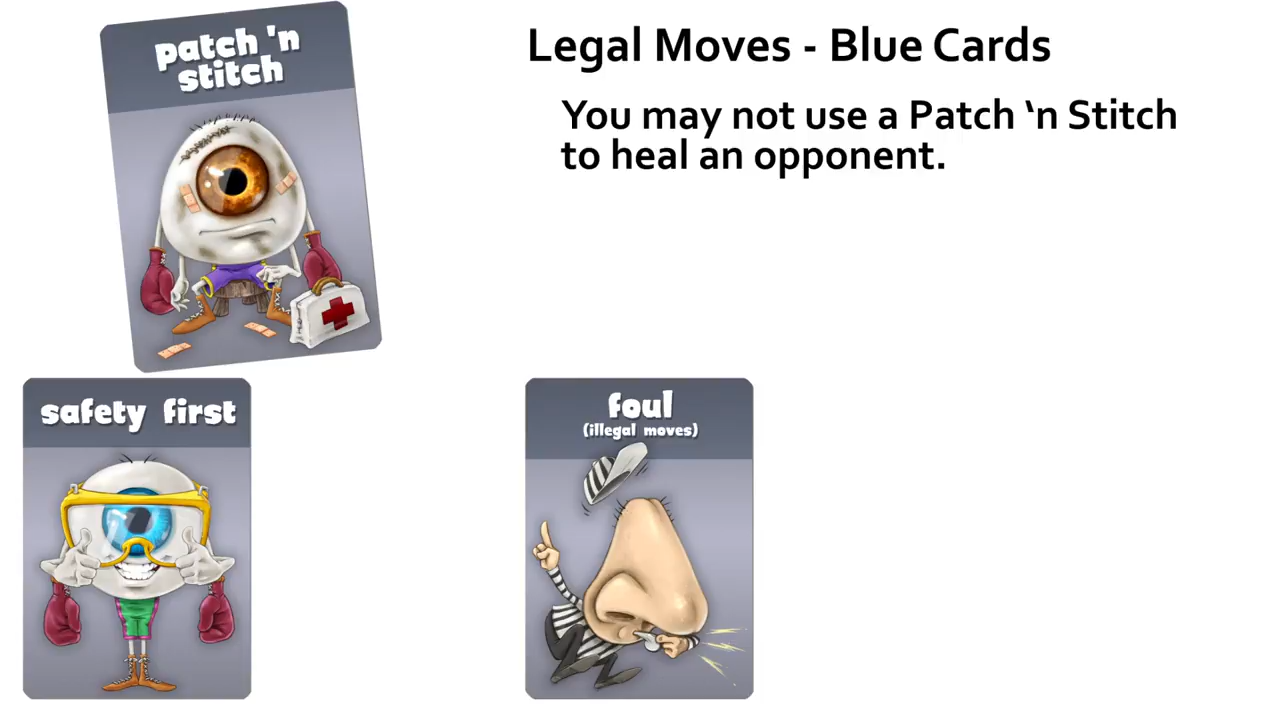 patch 'n
stitch
Legal Moves - Blue Cards
You may not use a Patch ‘n Stitch
to heal an opponent.
safety first
foul
(illegal moves)